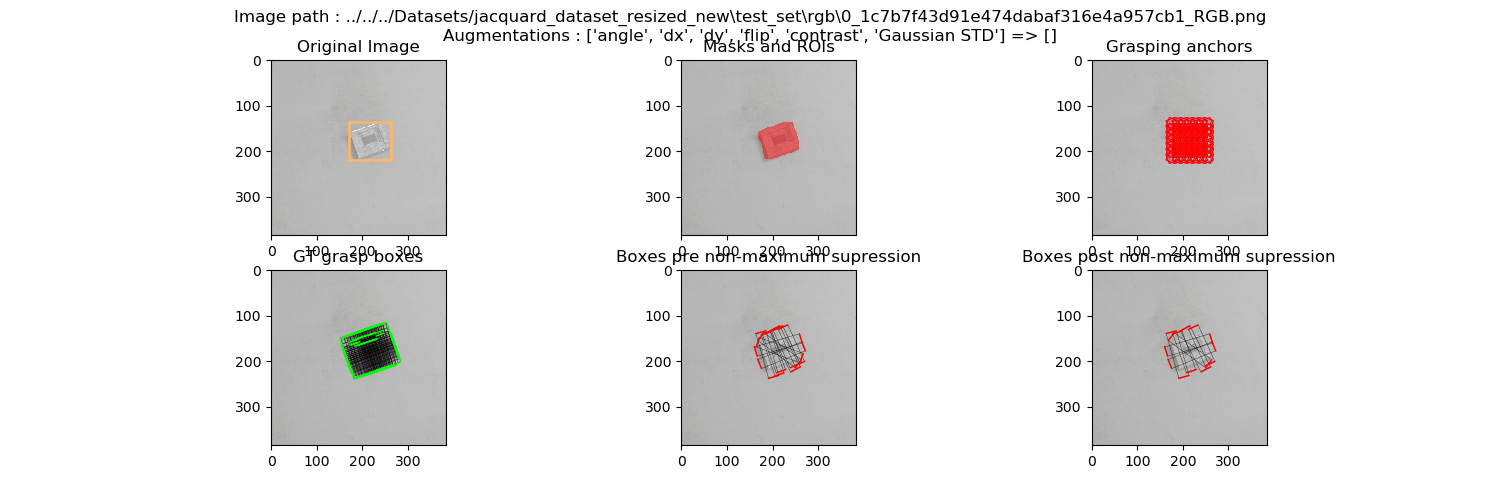 Image path : ../../../Datasets/jacquard_dataset_resized_new\test_set\rgb\0_1c7b7f43d91e474dabaf316e4a957cb1_RGB.png
Augmentations : ['angle', 'dx', 'dy', 'flip', 'contrast', 'Gaussian STD'] => []
Original Image
Masks and ROIs
Grasping anchors
0
100
200
300
0 100 200 300
0
100
200
300
0 100 200 300
0
100
200
300
0 100 200 300
GT grasp boxes
Boxes pre non-maximum supression
Boxes post non-maximum supression
0
100
200
300
0 100 200 300
0
100
200
300
0 100 200 300
0
100
200
300
0 100 200 300